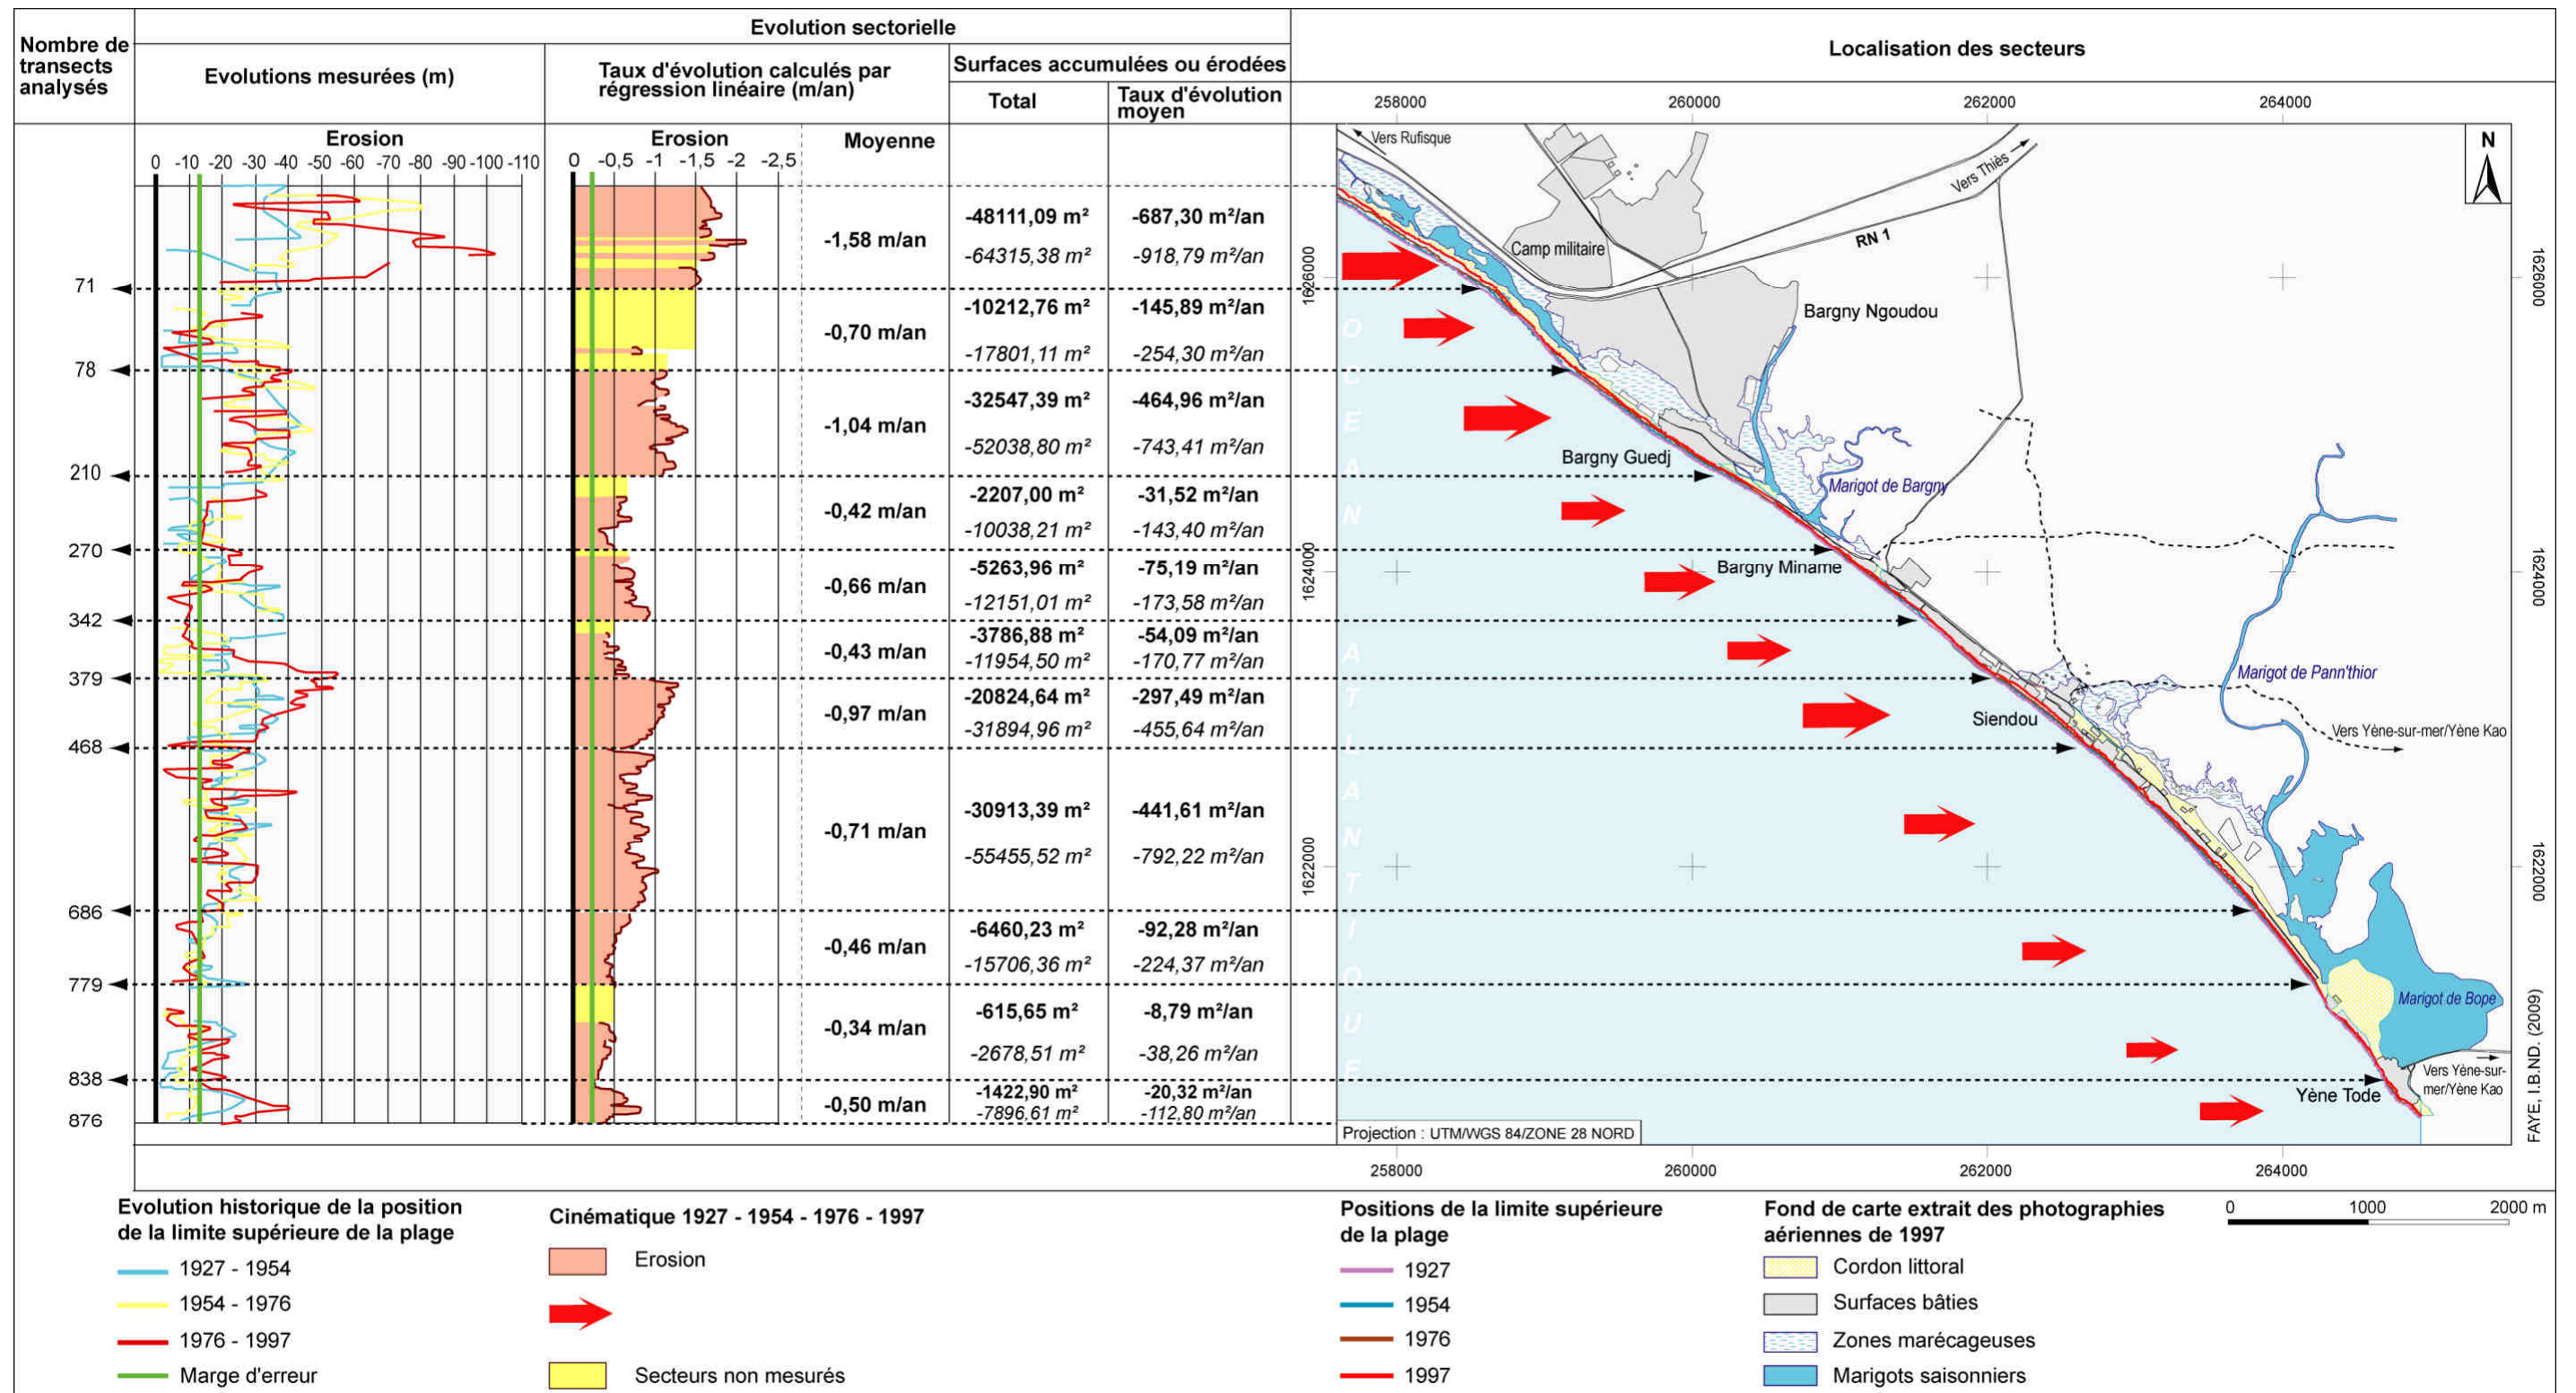 Nombre de
transects
analysés
Evolution sectorielle
Evolutions mesurées (m)
Taux d'évolution calculés par
régression linéaire (m/an)
Surfaces accumulées ou érodées
Total
Taux d'évolution
moyen
Localisation des secteurs
Erosion
0 -10 -20 -30 -40 -50 -60 -70 -80 -90 -100 -110
Erosion
0 -0,5 -1 -1,5 -2 -2,5
Moyenne
71
78
210
270
342
379
468
686
779
838
876
-1,58 m/an
-0,70 m/an
-1,04 m/an
-0,42 m/an
-0,66 m/an
-0,43 m/an
-0,97 m/an
-0,71 m/an
-0,46 m/an
-0,34 m/an
-0,50 m/an
-48111,09 m² -687,30 m²/an
-64315,38 m² -918,79 m²/an
-10212,76 m² -145,89 m²/an
-17801,11 m² -254,30 m²/an
-32547,39 m² -464,96 m²/an
-52038,80 m² -743,41 m²/an
-2207,00 m² -31,52 m²/an
-10038,21 m² -143,40 m²/an
-5263,96 m² -75,19 m²/an
-12151,01 m² -173,58 m²/an
-3786,88 m² -54,09 m²/an
-11954,50 m² -170,77 m²/an
-20824,64 m² -297,49 m²/an
-31894,96 m² -455,64 m²/an
-30913,39 m² -441,61 m²/an
-55455,52 m² -792,22 m²/an
-6460,23 m² -92,28 m²/an
-15706,36 m² -224,37 m²/an
-615,65 m² -8,79 m²/an
-2678,51 m² -38,26 m²/an
-1422,90 m² -20,32 m²/an
-7896,61 m² -112,80 m²/an
258000 260000 262000 264000
Vers Rufisque
Camp militaire
Vers Thiès
RN 1
N
1626000
1626000
Bargny Ngoudou
Bargny Guedj
Marigot de Bargny
1624000
1624000
Bargny Miname
Marigot de Pann'thior
Siendou
Vers Yène-sur-mer/Yène Kao
1622000
1622000
Marigot de Bope
Vers Yène-sur-
mer/Yène Kao
Yène Tode
OCEAN ATLANTIQUE
Projection : UTM/WGS 84/ZONE 28 NORD
258000 260000 262000 264000
FAYE, I.B.ND. (2009)
Evolution historique de la position
de la limite supérieure de la plage
1927 - 1954
1954 - 1976
1976 - 1997
Marge d'erreur
Cinématique 1927 - 1954 - 1976 - 1997
Erosion
Secteurs non mesurés
Positions de la limite supérieure
de la plage
1927
1954
1976
1997
Fond de carte extrait des photographies
aériennes de 1997
Cordon littoral
Surfaces bâties
Zones marécageuses
Marigots saisonniers
0 1000 2000 m